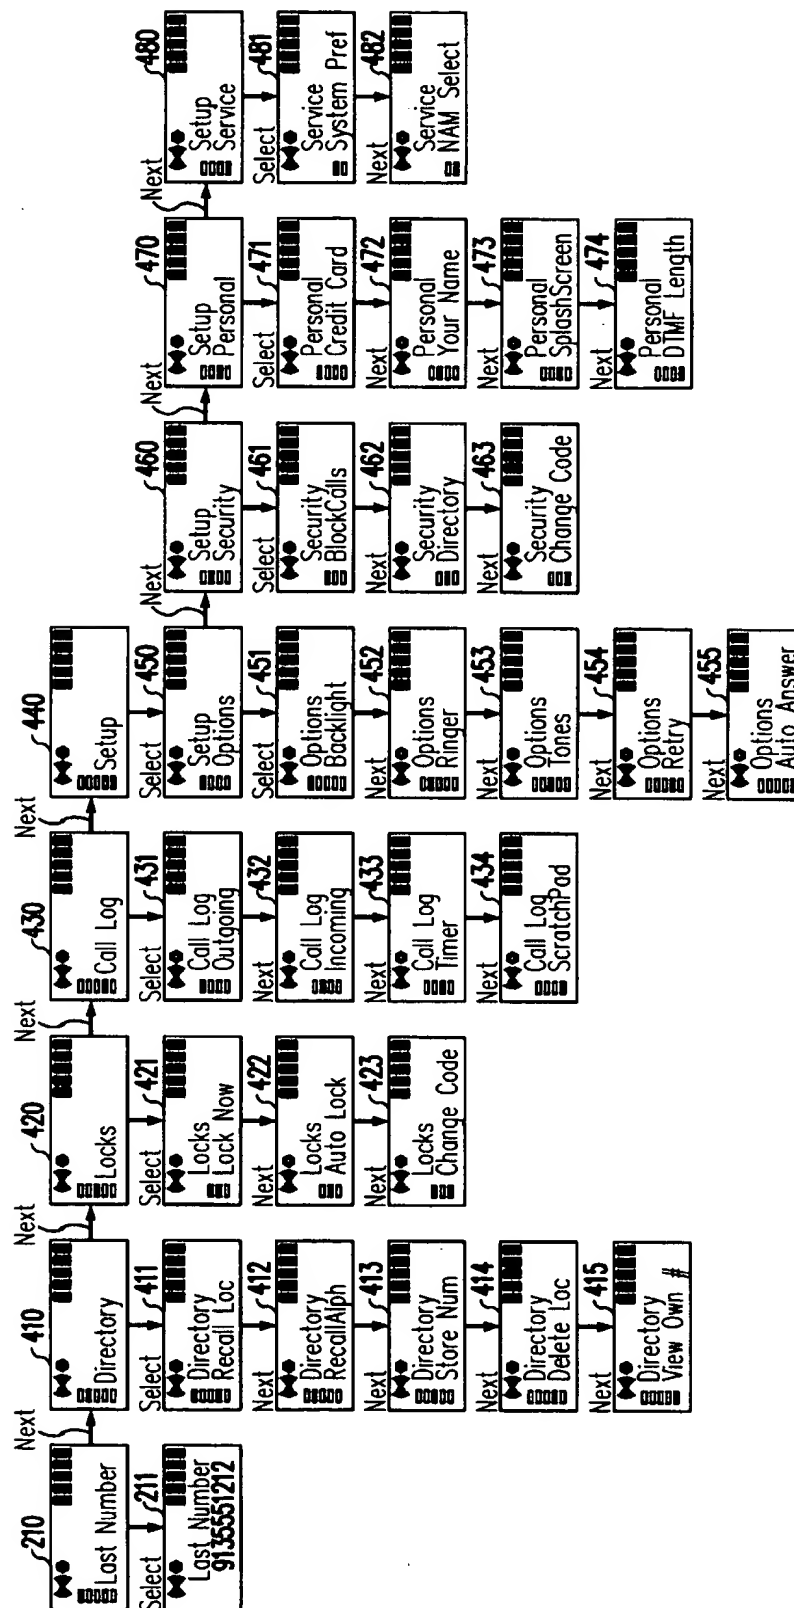 210
Last Number
Select
211
Last Number
9135551212
Next
410
Directory
Select
411
Directory
Recall Loc
Next
412
Directory
RecallAlph
Next
413
Directory
Store Num
Next
414
Directory
Delete Loc
Next
415
Directory
View Own #
Next
420
Locks
Select
421
Locks
Lock Now
Next
422
Locks
Auto Lock
Next
423
Locks
Change Code
Next
430
Call Log
Select
431
Call Log
Outgoing
Next
432
Call Log
Incoming
Next
433
Call Log
Timer
Next
434
Call Log
ScratchPad
Next
440
Setup
Select
450
Setup
Options
Select
451
Options
Backlight
Next
452
Options
Ringer
Next
453
Options
Tones
Next
454
Options
Retry
Next
455
Options
Auto Answer
Next
460
Setup
Security
Select
461
Security
BlockCalls
Next
462
Security
Directory
Next
463
Security
Change Code
Next
470
Setup
Personal
Select
471
Personal
Credit Card
Next
472
Personal
Your Name
Next
473
Personal
SplashScreen
Next
474
Personal
DTMF Length
Next
480
Setup
Service
Select
481
Service
System Pref
Next
482
Service
NAM Select